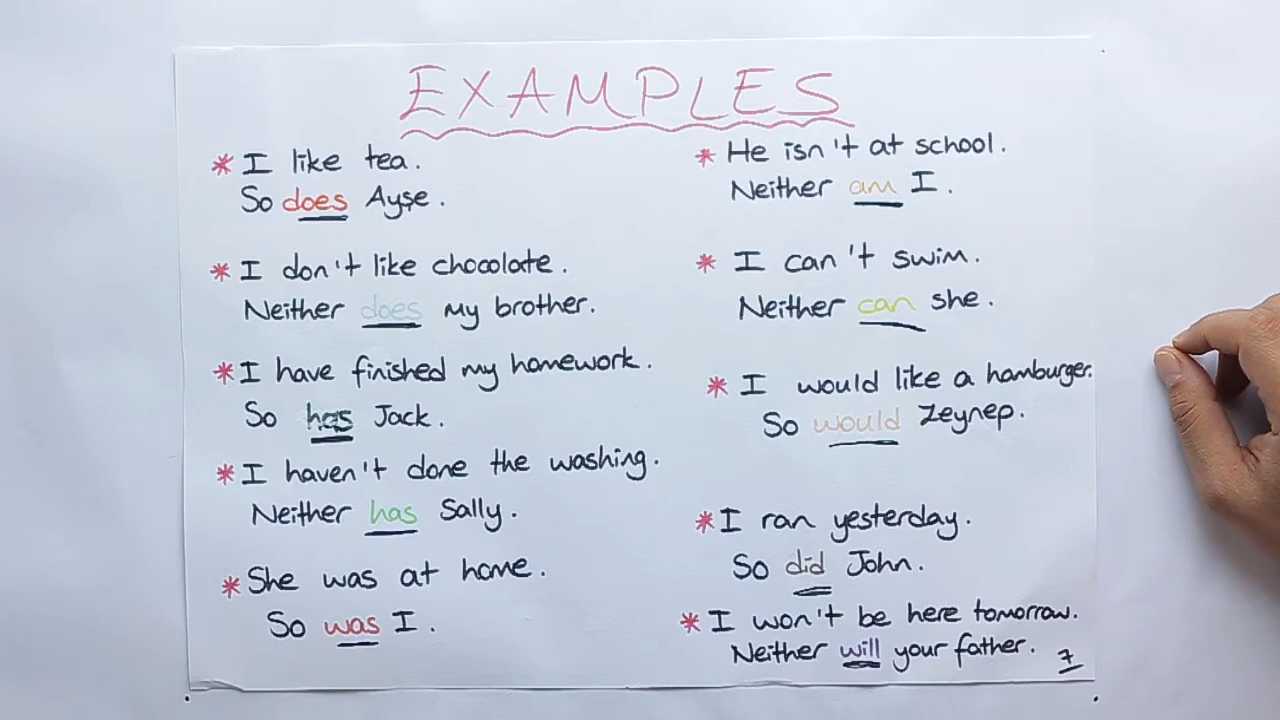 EXAMPLES
* I like tea.
So does Ayşe.
* I don't like chocolate.
Neither does my brother.
* I have finished my homework.
So has Jack.
* I haven't done the washing.
Neither has Sally.
* She was at home.
So was I.
* He isn't at school.
Neither am I.
* I can't swim.
Neither can she.
* I would like a hamburger.
So would Zeynep.
* I ran yesterday.
So did John.
* I won't be here tomorrow.
Neither will your father.
7